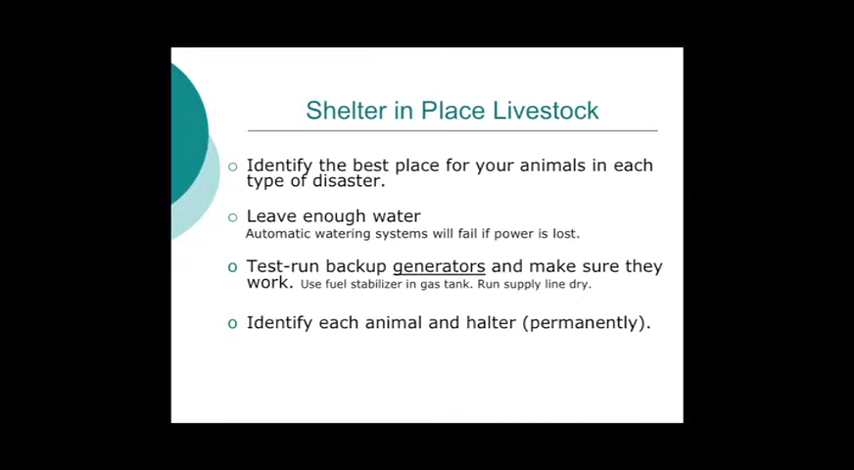 Shelter in Place Livestock
Identify the best place for your animals in each
type of disaster.
Leave enough water
Automatic watering systems will fail if power is lost.
Test-run backup generators and make sure they
work. Use fuel stabilizer in gas tank. Run supply line dry.
Identify each animal and halter (permanently).